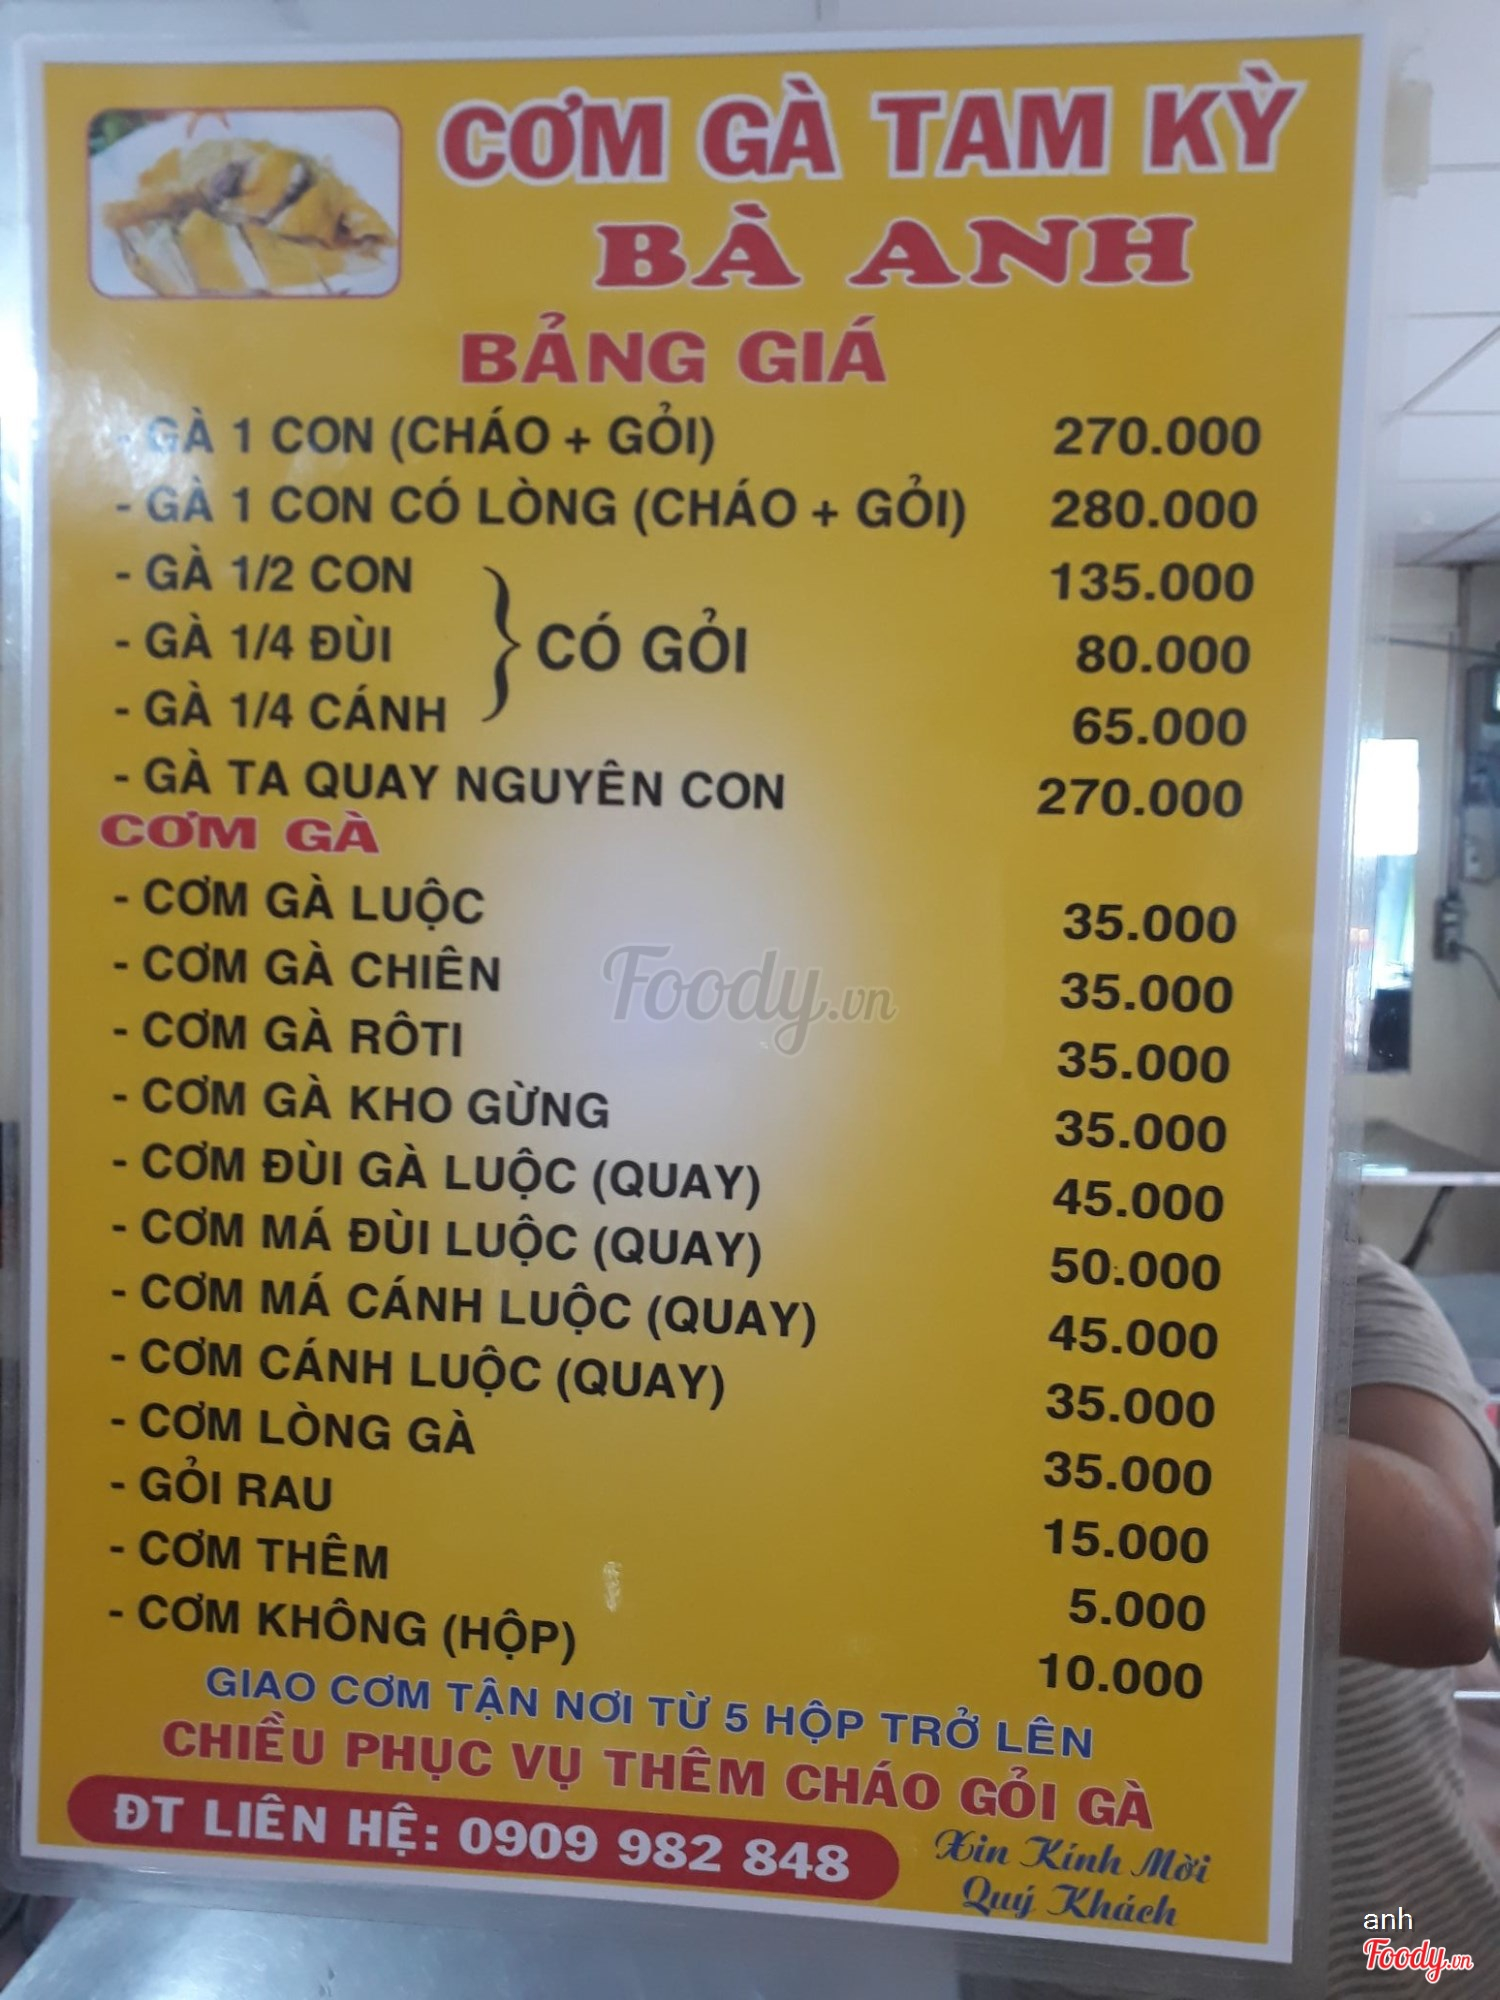 CƠM GÀ TAM KỲ
BÀ ANH
BẢNG GIÁ
- GÀ 1 CON (CHÁO + GỎI) 270.000
- GÀ 1 CON CÓ LÒNG (CHÁO + GỎI) 280.000
- GÀ 1/2 CON 135.000
- GÀ 1/4 ĐÙI } CÓ GỎI 80.000
- GÀ 1/4 CÁNH 65.000
- GÀ TA QUAY NGUYÊN CON 270.000
CƠM GÀ
- CƠM GÀ LUỘC 35.000
- CƠM GÀ CHIÊN 35.000
- CƠM GÀ RÔTI 35.000
- CƠM GÀ KHO GỪNG 35.000
- CƠM ĐÙI GÀ LUỘC (QUAY) 45.000
- CƠM MÁ ĐÙI LUỘC (QUAY) 50.000
- CƠM MÁ CÁNH LUỘC (QUAY) 45.000
- CƠM CÁNH LUỘC (QUAY) 35.000
- CƠM LÒNG GÀ 35.000
- GỎI RAU 15.000
- CƠM THÊM 5.000
- CƠM KHÔNG (HỘP) 10.000
GIAO CƠM TẬN NƠI TỪ 5 HỘP TRỞ LÊN
CHIỀU PHỤC VỤ THÊM CHÁO GỎI GÀ
ĐT LIÊN HỆ: 0909 982 848
Xin Kính Mời
Quý Khách
Foody.vn
anh
Foody.vn